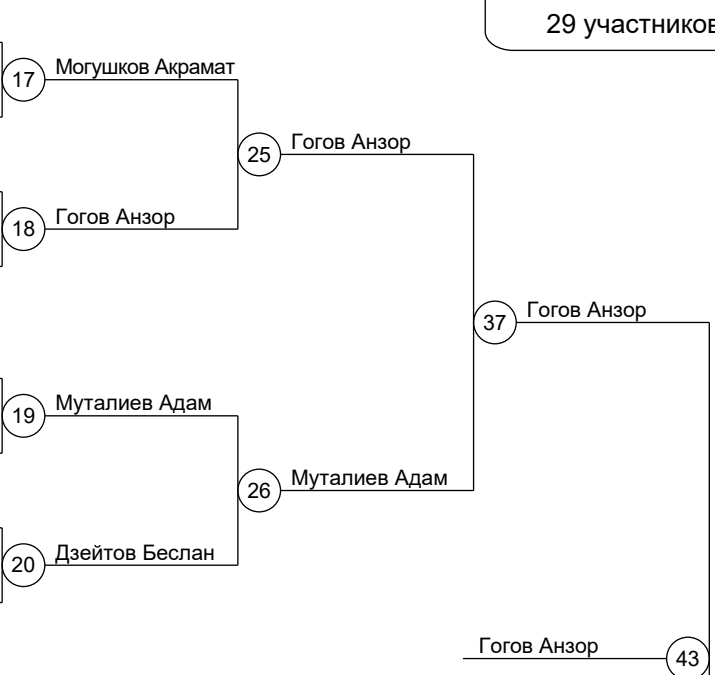 29 участников
17 Могушков Акрамат
25 Гогов Анзор
18 Гогов Анзор
37 Гогов Анзор
19 Муталиев Адам
26 Муталиев Адам
20 Дзейтов Беслан
Гогов Анзор 43